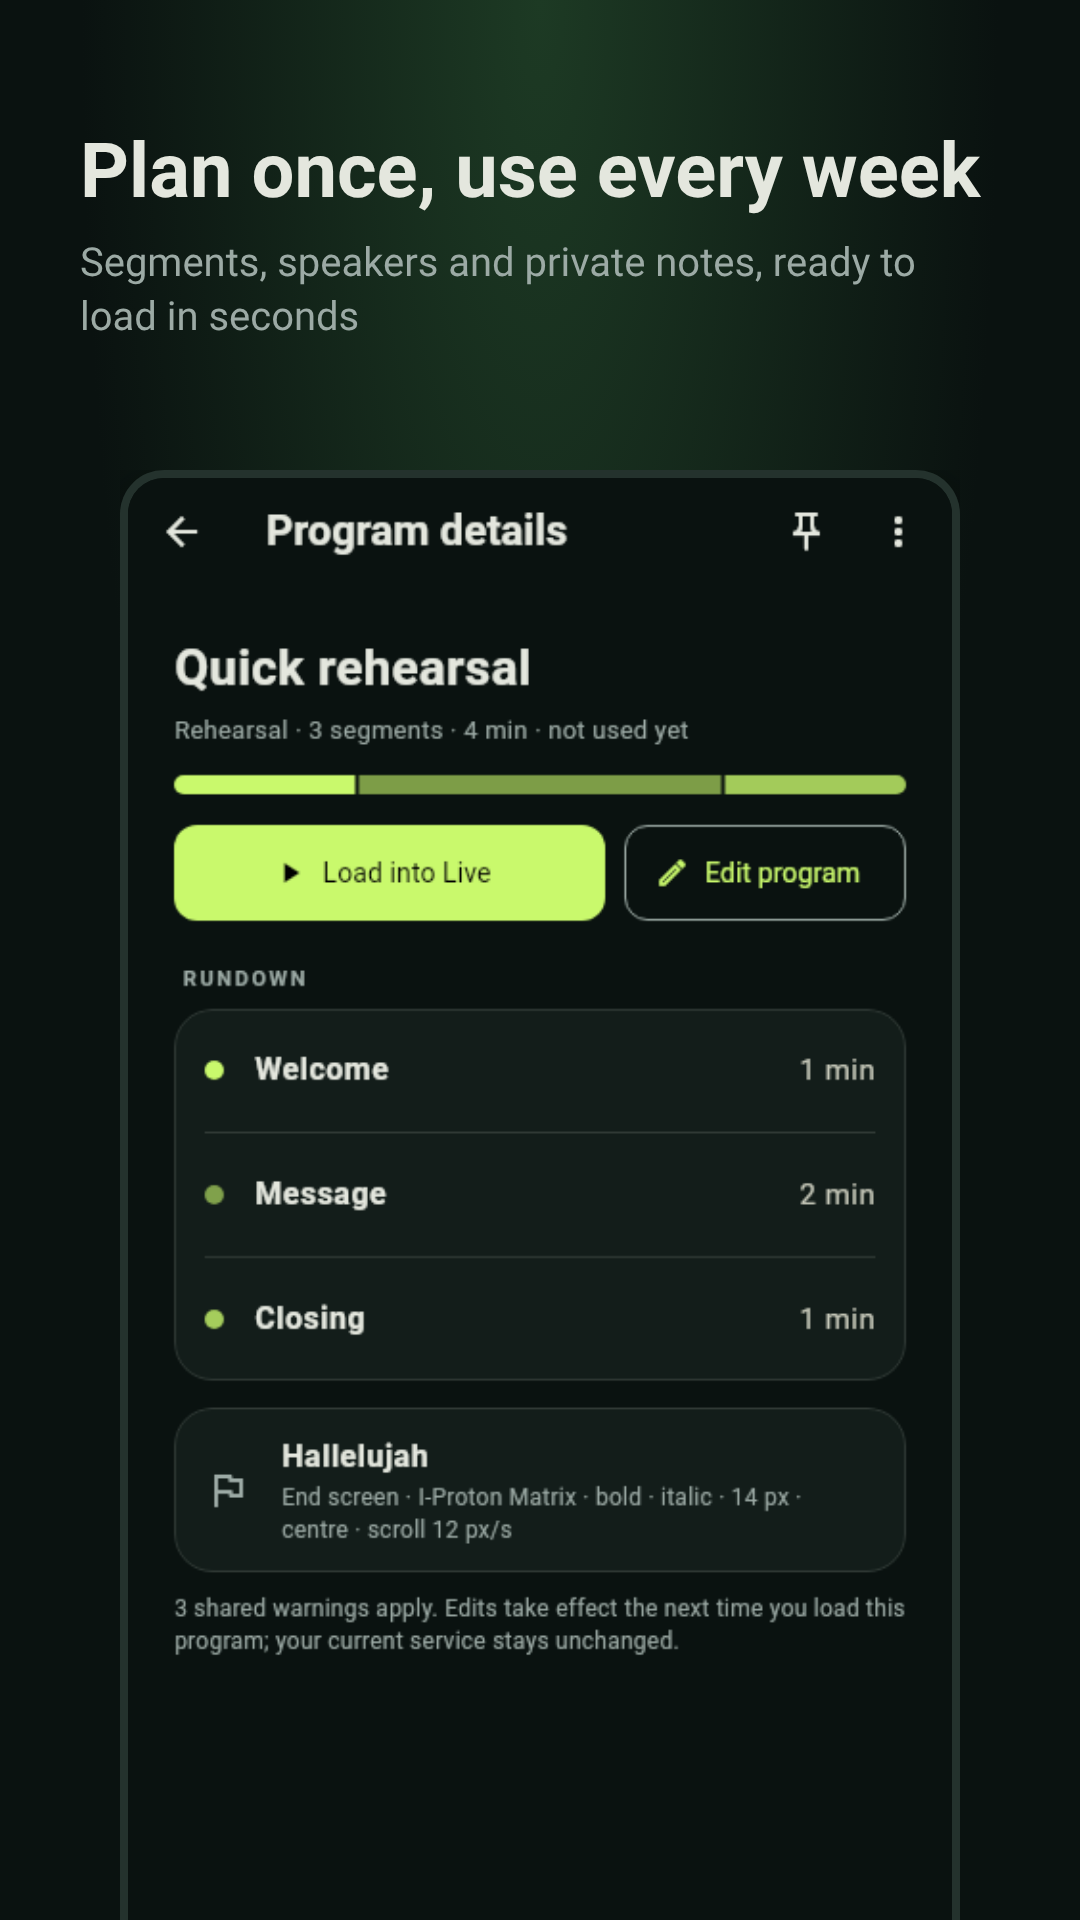 Plan once, use every week
Segments, speakers and private notes, ready to
load in seconds
Program details
Quick rehearsal
Rehearsal · 3 segments · 4 min · not used yet
Load into Live
Edit program
RUNDOWN
Welcome 1 min
Message 2 min
Closing 1 min
Hallelujah
End screen · I-Proton Matrix · bold · italic · 14 px ·
centre · scroll 12 px/s
3 shared warnings apply. Edits take effect the next time you load this
program; your current service stays unchanged.